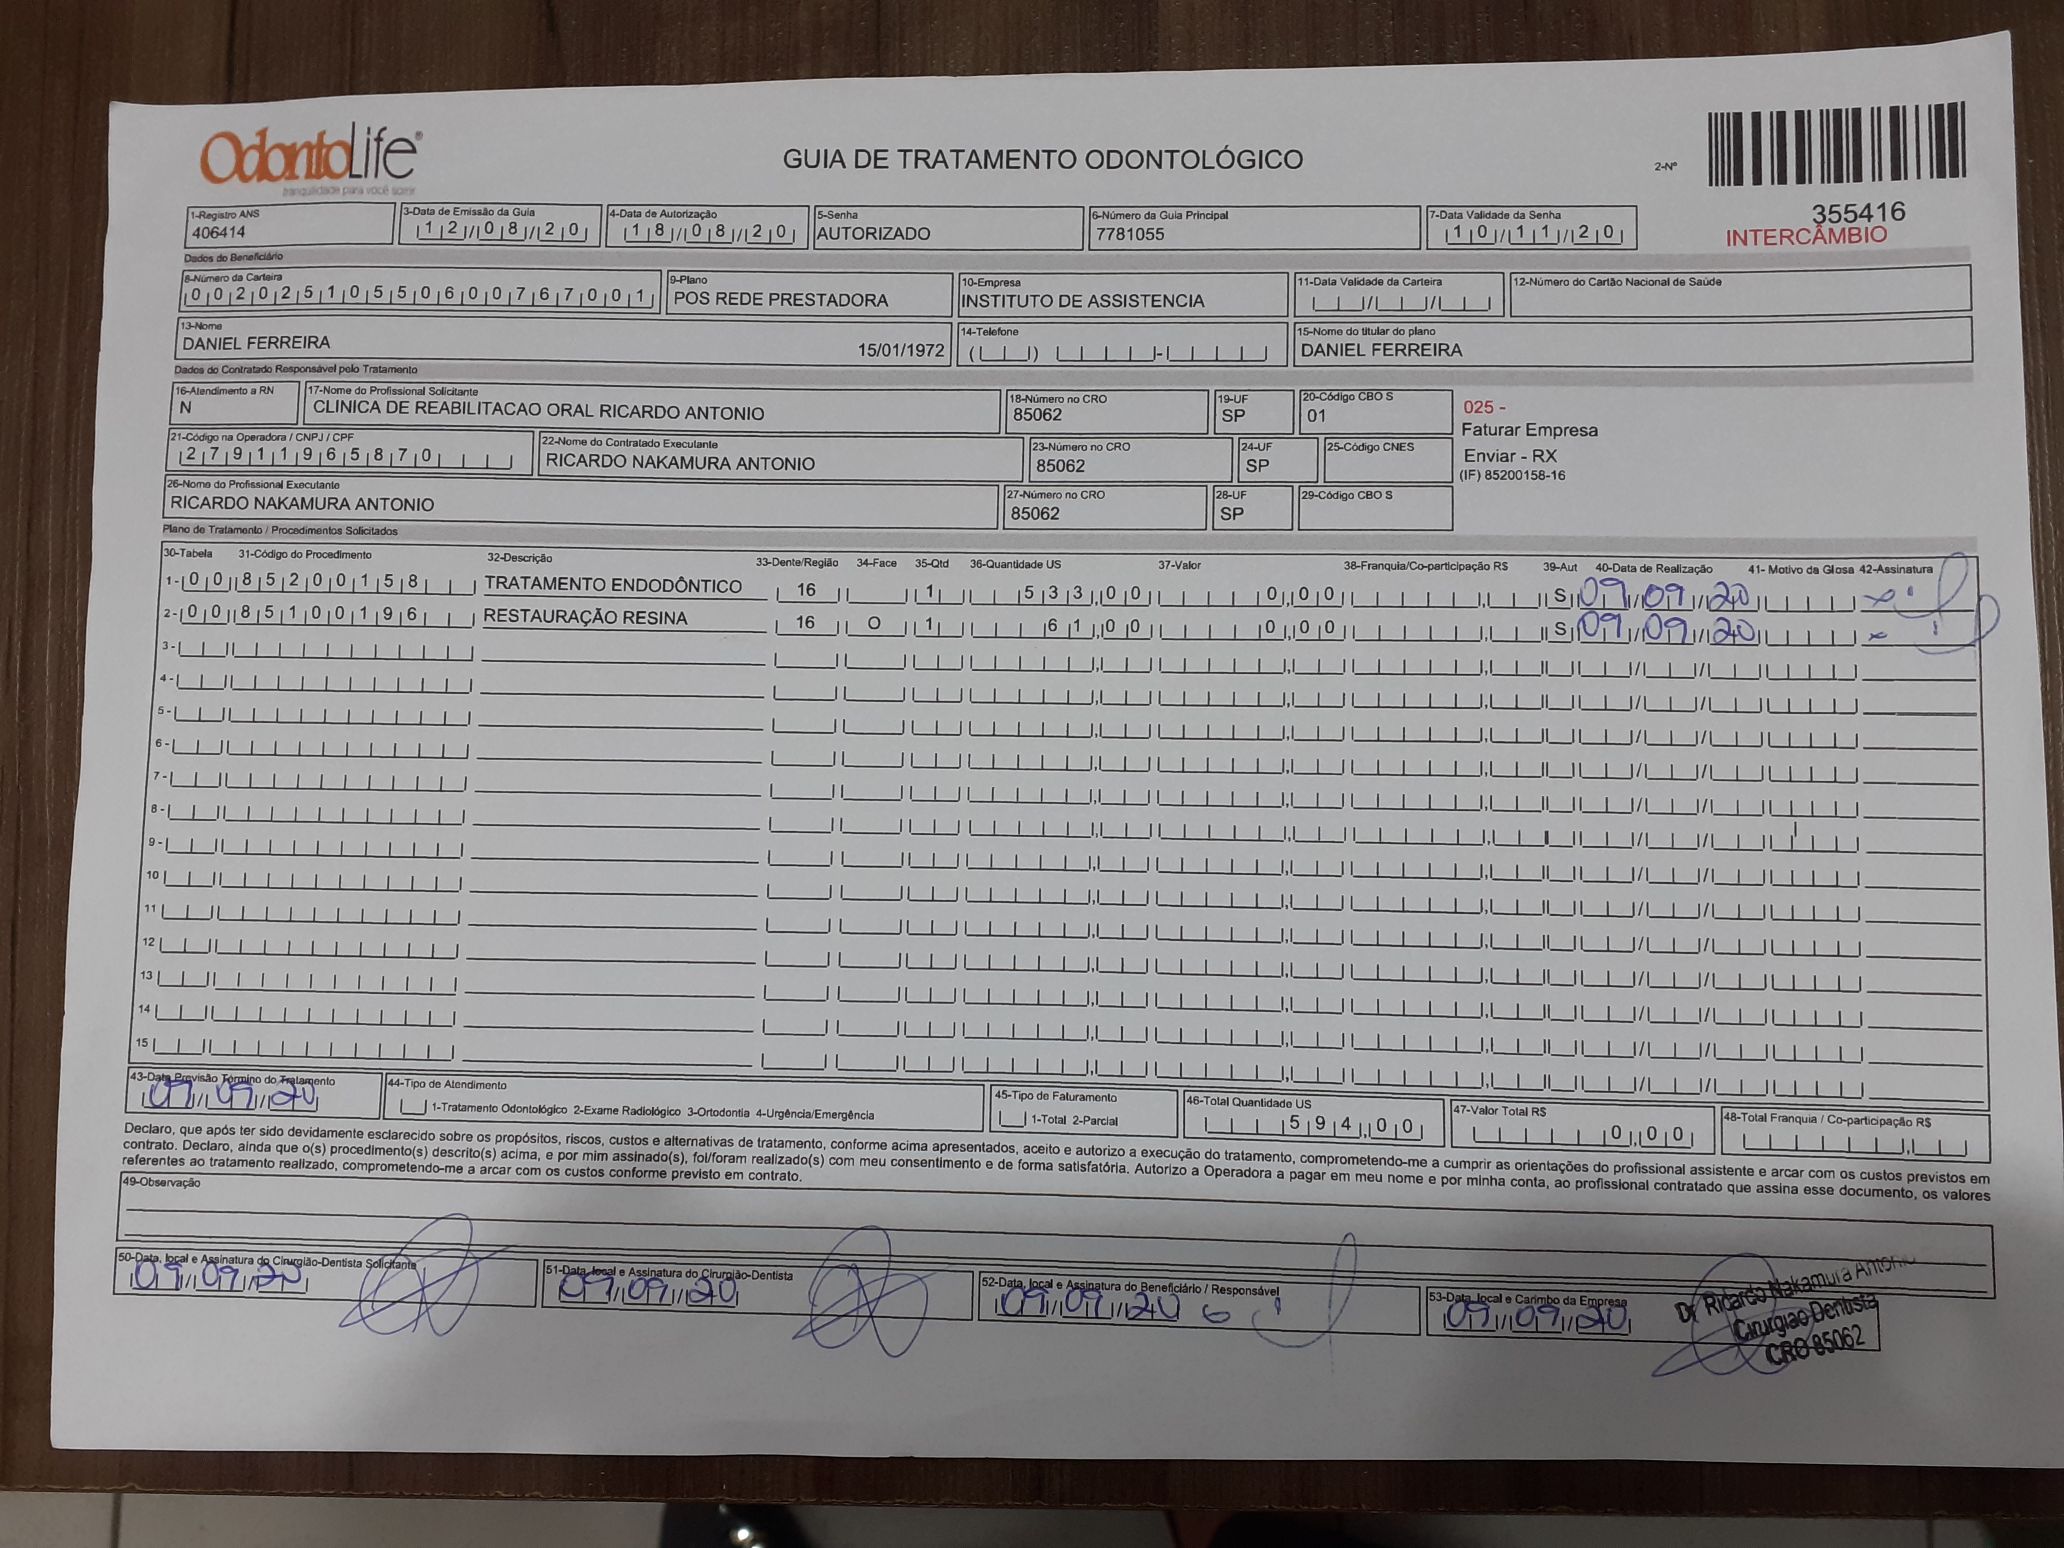 OdontoLife®
tranquilidade para você sorrir
GUIA DE TRATAMENTO ODONTOLÓGICO
2-Nº
355416
INTERCÂMBIO
1-Registro ANS
406414
3-Data de Emissão da Guia
12/08/20
4-Data de Autorização
18/08/20
5-Senha
AUTORIZADO
6-Número da Guia Principal
7781055
7-Data Validade da Senha
10/11/20
Dados do Beneficiário
8-Número da Carteira
00202510550600767001
9-Plano
POS REDE PRESTADORA
10-Empresa
INSTITUTO DE ASSISTENCIA
11-Data Validade da Carteira
12-Número do Cartão Nacional de Saúde
13-Nome
DANIEL FERREIRA 15/01/1972
14-Telefone
15-Nome do titular do plano
DANIEL FERREIRA
Dados do Contratado Responsável pelo Tratamento
16-Atendimento a RN
N
17-Nome do Profissional Solicitante
CLINICA DE REABILITACAO ORAL RICARDO ANTONIO
18-Número no CRO
85062
19-UF
SP
20-Código CBO S
01
025 -
Faturar Empresa
Enviar - RX
(IF) 85200158-16
21-Código na Operadora / CNPJ / CPF
27911965870
22-Nome do Contratado Executante
RICARDO NAKAMURA ANTONIO
23-Número no CRO
85062
24-UF
SP
25-Código CNES
26-Nome do Profissional Executante
RICARDO NAKAMURA ANTONIO
27-Número no CRO
85062
28-UF
SP
29-Código CBO S
Plano de Tratamento / Procedimentos Solicitados
30-Tabela 31-Código do Procedimento 32-Descrição 33-Dente/Região 34-Face 35-Qtd 36-Quantidade US 37-Valor 38-Franquia/Co-participação R$ 39-Aut 40-Data de Realização 41- Motivo da Glosa 42-Assinatura
1- 00 85200158 TRATAMENTO ENDODÔNTICO 16 1 533,00 0,00 S 09/09/20
2- 00 85100196 RESTAURAÇÃO RESINA 16 O 1 61,00 0,00 S 09/09/20
3-
4-
5-
6-
7-
8-
9-
10
11
12
13
14
15
43-Data Previsão Término do Tratamento
09/09/20
44-Tipo de Atendimento
1-Tratamento Odontológico 2-Exame Radiológico 3-Ortodontia 4-Urgência/Emergência
45-Tipo de Faturamento
1-Total 2-Parcial
46-Total Quantidade US
594,00
47-Valor Total R$
0,00
48-Total Franquia / Co-participação R$
Declaro, que após ter sido devidamente esclarecido sobre os propósitos, riscos, custos e alternativas de tratamento, conforme acima apresentados, aceito e autorizo a execução do tratamento, comprometendo-me a cumprir as orientações do profissional assistente e arcar com os custos previstos em
contrato. Declaro, ainda que o(s) procedimento(s) descrito(s) acima, e por mim assinado(s), foi/foram realizado(s) com meu consentimento e de forma satisfatória. Autorizo a Operadora a pagar em meu nome e por minha conta, ao profissional contratado que assina esse documento, os valores
referentes ao tratamento realizado, comprometendo-me a arcar com os custos conforme previsto em contrato.
49-Observação
50-Data, local e Assinatura do Cirurgião-Dentista Solicitante
09/09/20
51-Data, local e Assinatura do Cirurgião-Dentista
09/09/20
52-Data, local e Assinatura do Beneficiário / Responsável
09/09/20
53-Data, local e Carimbo da Empresa
09/09/20
Dr Ricardo Nakamura Antonio
Cirurgiao Dentista
CRO 85062